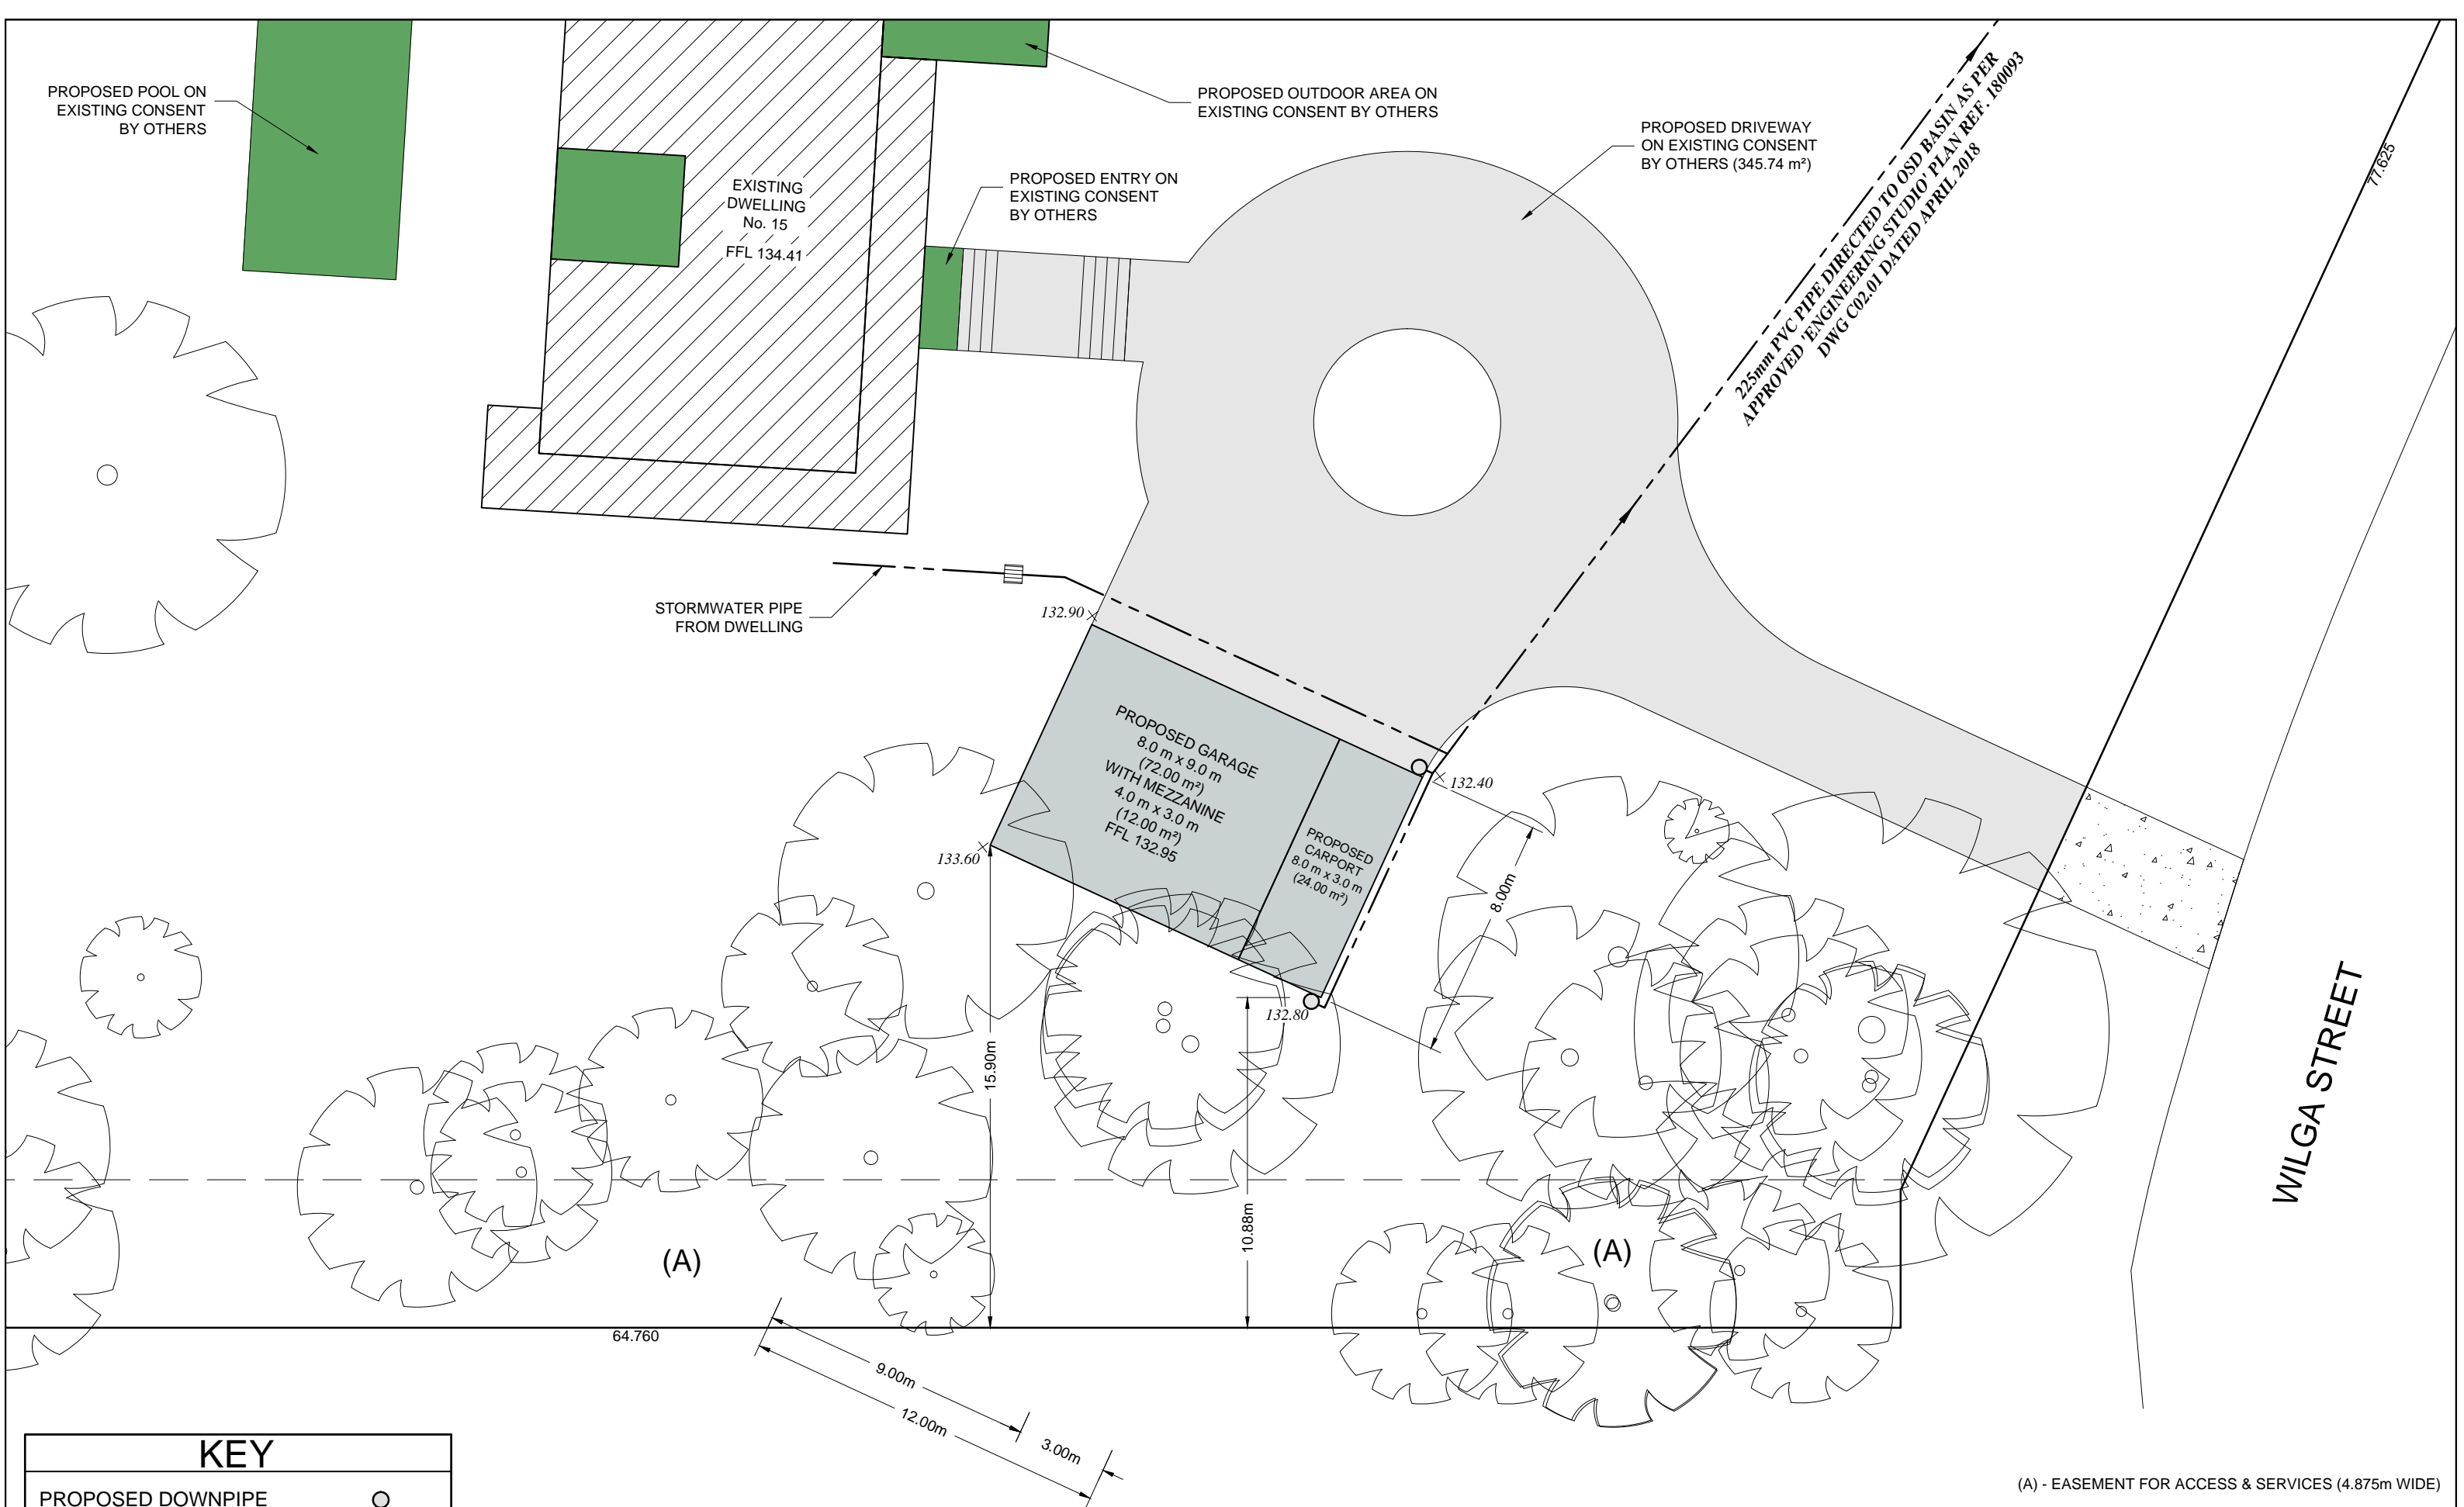 PROPOSED POOL ON
EXISTING CONSENT
BY OTHERS
EXISTING
DWELLING
No. 15
FFL 134.41
PROPOSED OUTDOOR AREA ON
EXISTING CONSENT BY OTHERS
PROPOSED ENTRY ON
EXISTING CONSENT
BY OTHERS
PROPOSED DRIVEWAY
ON EXISTING CONSENT
BY OTHERS (345.74 m²)
225mm PVC PIPE DIRECTED TO OSD BASIN AS PER
APPROVED 'ENGINEERING STUDIO' PLAN REF. 180093
DWG C02.01 DATED APRIL 2018
77.625
STORMWATER PIPE
FROM DWELLING
132.90
PROPOSED GARAGE
8.0 m x 9.0 m
(72.00 m²)
WITH MEZZANINE
4.0 m x 3.0 m
(12.00 m²)
FFL 132.95
PROPOSED
CARPORT
8.0 m x 3.0 m
(24.00 m²)
132.40
133.60
132.80
8.00m
15.90m
10.88m
WILGA STREET
(A)
(A)
64.760
9.00m
12.00m
3.00m
KEY
PROPOSED DOWNPIPE
(A) - EASEMENT FOR ACCESS & SERVICES (4.875m WIDE)